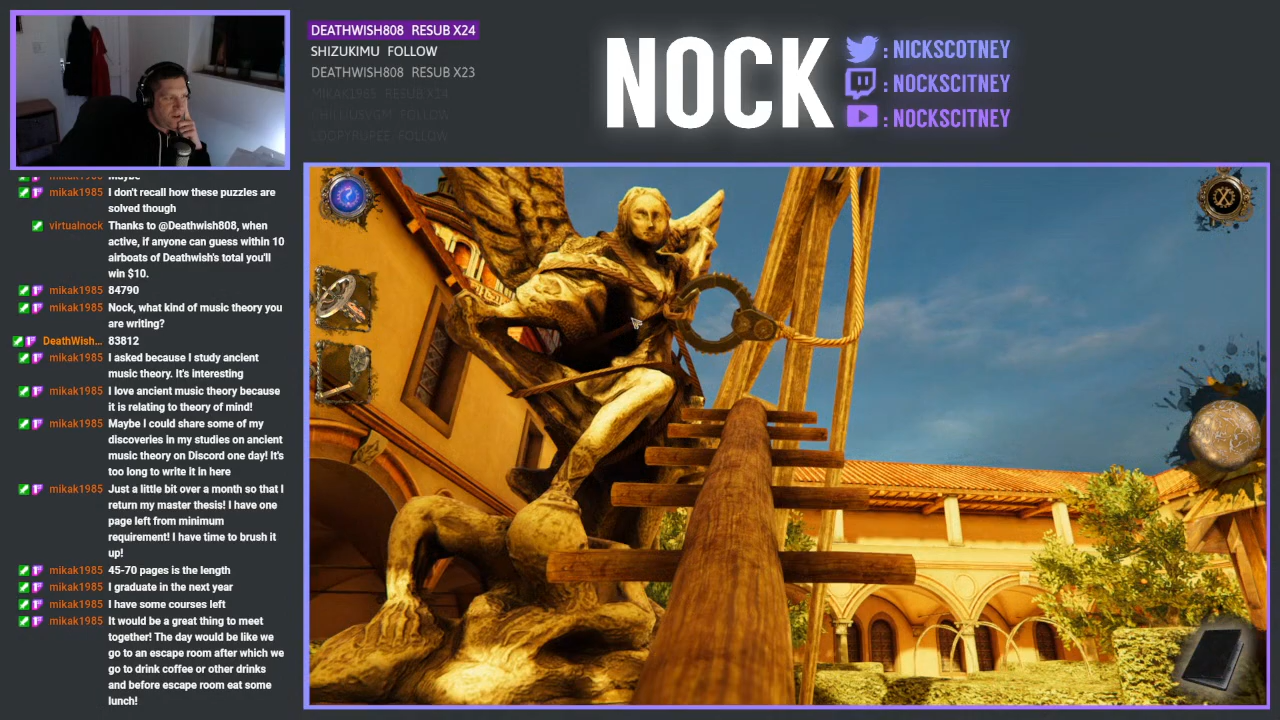 DEATHWISH808 RESUB X24
SHIZUKIMU FOLLOW
DEATHWISH808 RESUB X23
MIKAK1985 RESUB X14
LOOPYRUPEE FOLLOW
NOCK
: NICKSCOTNEY
: NOCKSCITNEY
: NOCKSCITNEY
mikak1985 Maybe
mikak1985 I don't recall how these puzzles are
solved though
virtualnock Thanks to @Deathwish808, when
active, if anyone can guess within 10
airboats of Deathwish's total you'll
win $10.
mikak1985 84790
mikak1985 Nock, what kind of music theory you
are writing?
DeathWish... 83812
mikak1985 I asked because I study ancient
music theory. It's interesting
mikak1985 I love ancient music theory because
it is relating to theory of mind!
mikak1985 Maybe I could share some of my
discoveries in my studies on ancient
music theory on Discord one day! It's
too long to write it in here
mikak1985 Just a little bit over a month so that I
return my master thesis! I have one
page left from minimum
requirement! I have time to brush it
up!
mikak1985 45-70 pages is the length
mikak1985 I graduate in the next year
mikak1985 I have some courses left
mikak1985 It would be a great thing to meet
together! The day would be like we
go to an escape room after which we
go to drink coffee or other drinks
and before escape room eat some
lunch!